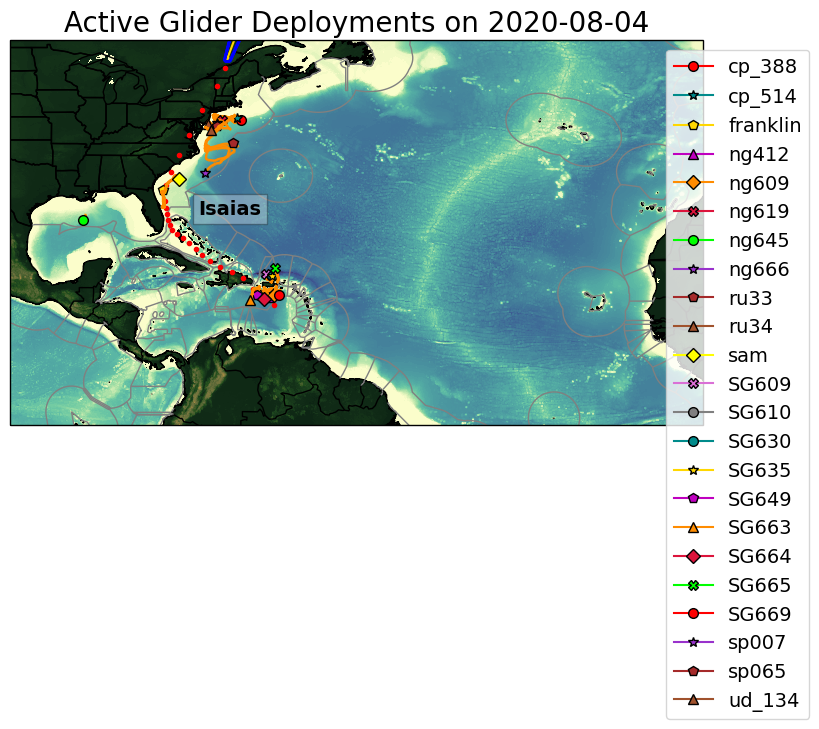 Active Glider Deployments on 2020-08-04
Isaias
cp_388
cp_514
franklin
ng412
ng609
ng619
ng645
ng666
ru33
ru34
sam
SG609
SG610
SG630
SG635
SG649
SG663
SG664
SG665
SG669
sp007
sp065
ud_134